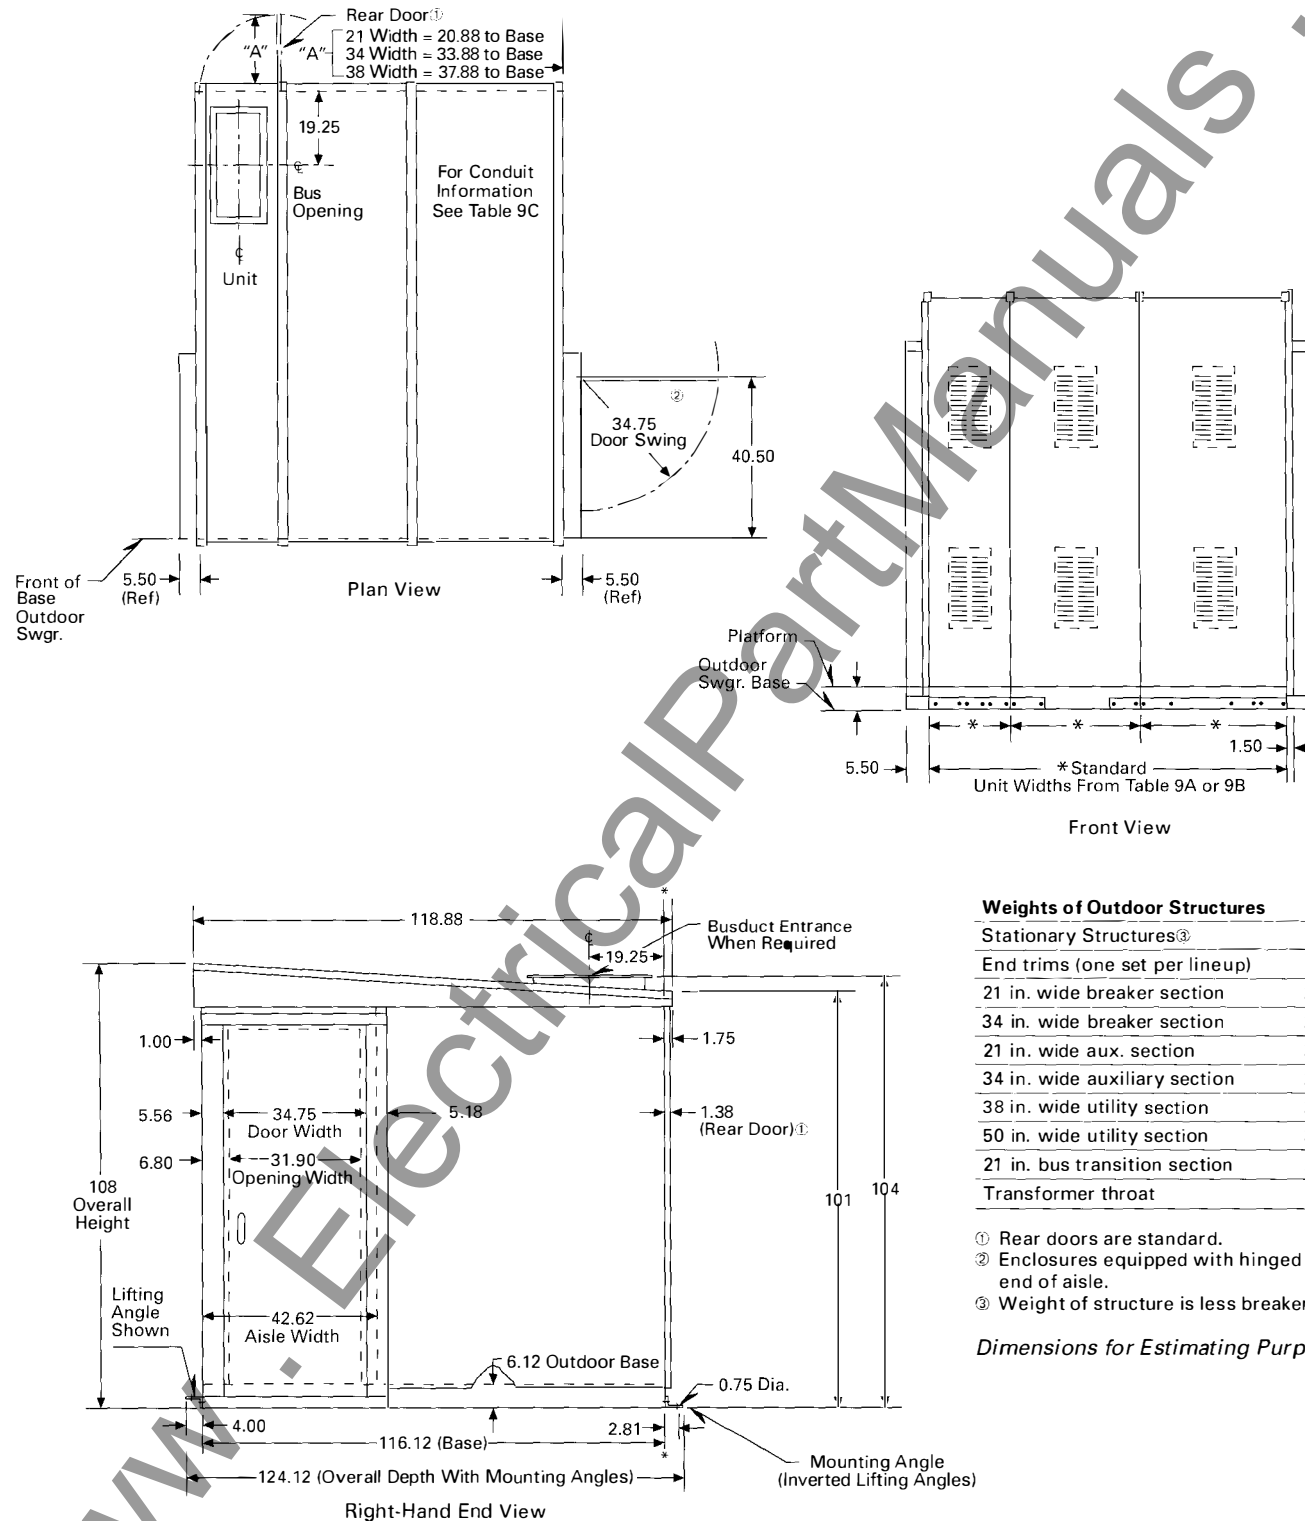 Rear Door①
"A"
"A"
21 Width = 20.88 to Base
34 Width = 33.88 to Base
38 Width = 37.88 to Base
19.25
℄
Bus
Opening
For Conduit
Information
See Table 9C
℄
Unit
②
34.75
Door Swing
40.50
Front of
Base
Outdoor
Swgr.
5.50
(Ref)
Plan View
5.50
(Ref)
Platform
Outdoor
Swgr. Base
* * *
5.50
1.50
*Standard
Unit Widths From Table 9A or 9B
Front View
*
118.88
℄
19.25
Busduct Entrance
When Required
1.00
1.75
5.56
34.75
Door Width
5.18
1.38
(Rear Door)①
6.80
31.90
Opening Width
108
Overall
Height
101
104
Lifting
Angle
Shown
42.62
Aisle Width
6.12 Outdoor Base
0.75 Dia.
4.00
2.81
116.12 (Base)
*
124.12 (Overall Depth With Mounting Angles)
Mounting Angle
(Inverted Lifting Angles)
Right-Hand End View
Weights of Outdoor Structures
Stationary Structures③
End trims (one set per lineup)
21 in. wide breaker section
34 in. wide breaker section
21 in. wide aux. section
34 in. wide auxiliary section
38 in. wide utility section
50 in. wide utility section
21 in. bus transition section
Transformer throat
① Rear doors are standard.
② Enclosures equipped with hinged
end of aisle.
③ Weight of structure is less breaker
Dimensions for Estimating Purp
w . ElectricalPartManuals .